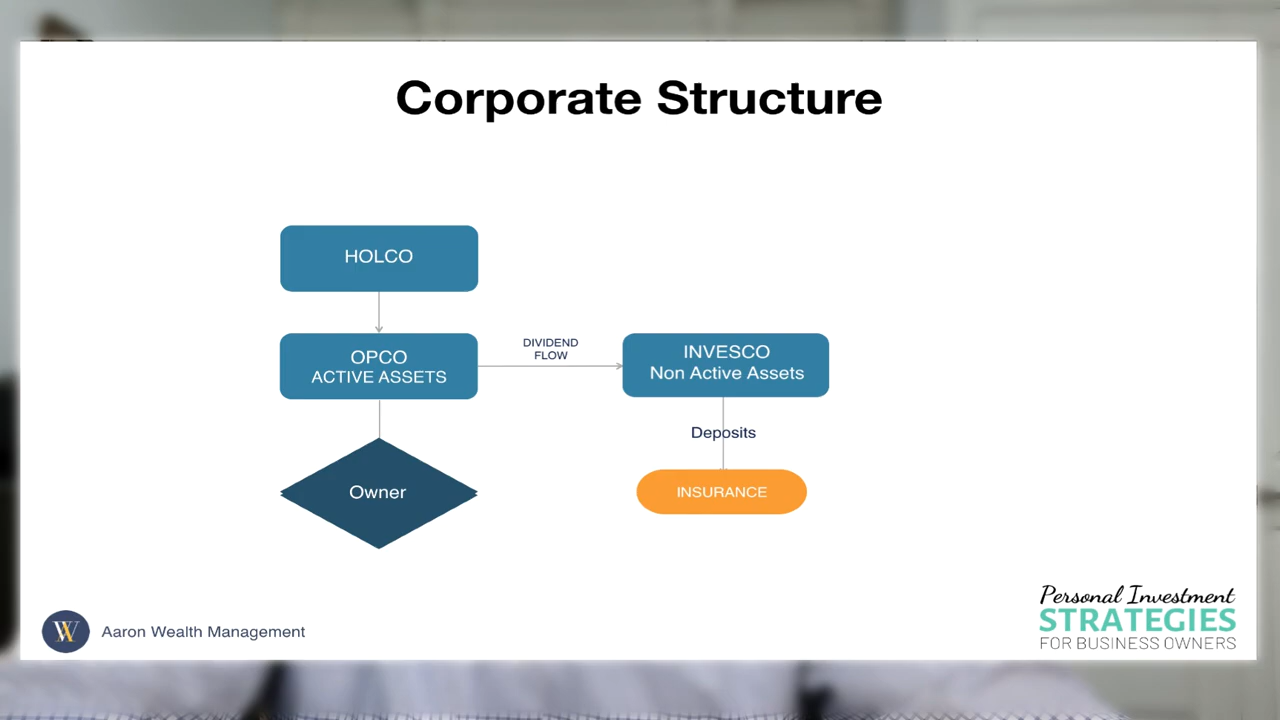 Corporate Structure
HOLCO
OPCO
ACTIVE ASSETS
DIVIDEND
FLOW
INVESCO
Non Active Assets
Deposits
Owner
INSURANCE
Aaron Wealth Management
Personal Investment
STRATEGIES
FOR BUSINESS OWNERS